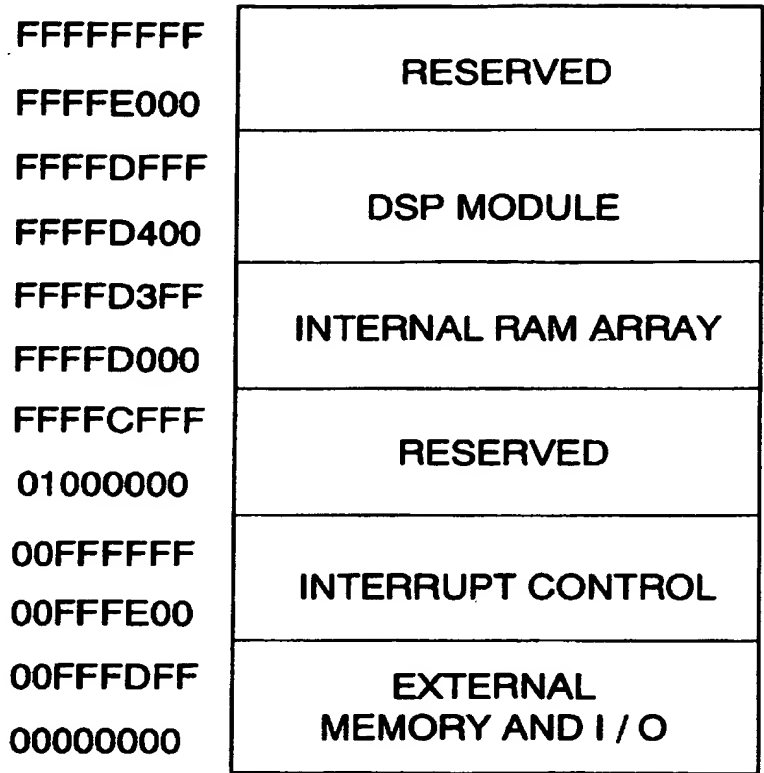 FFFFFFFF
RESERVED
FFFFE000
FFFFDFFF
DSP MODULE
FFFFD400
FFFFD3FF
INTERNAL RAM ARRAY
FFFFD000
FFFFCFFF
RESERVED
01000000
00FFFFFF
INTERRUPT CONTROL
00FFFE00
00FFFDFF
EXTERNAL
MEMORY AND I / O
00000000